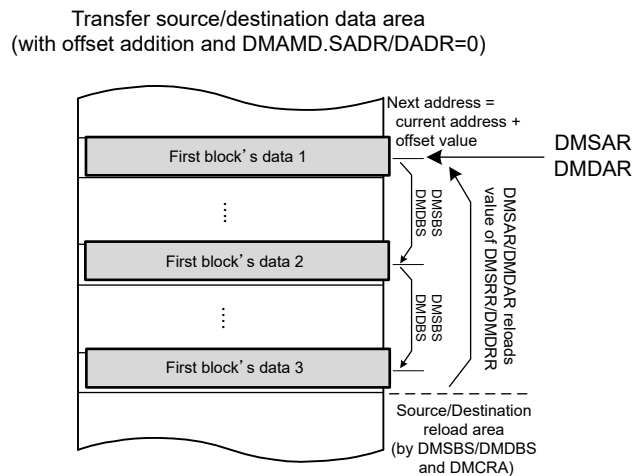 Transfer source/destination data area
(with offset addition and DMAMD.SADR/DADR=0)
Next address =
current address +
offset value
First block's data 1
DMSAR
DMDAR
DMSBS
DMDBS
DMSAR/DMDAR reloads
value of DMSRR/DMDRR
First block's data 2
DMSBS
DMDBS
First block's data 3
Source/Destination
reload area
(by DMSBS/DMDBS
and DMCRA)